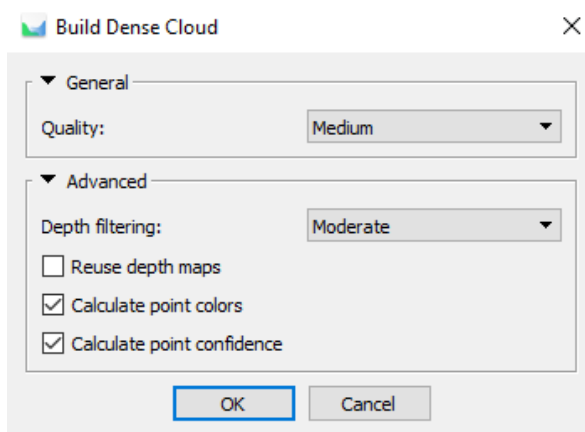 Build Dense Cloud
General
Quality: Medium
Advanced
Depth filtering: Moderate
Reuse depth maps
Calculate point colors
Calculate point confidence
OK Cancel